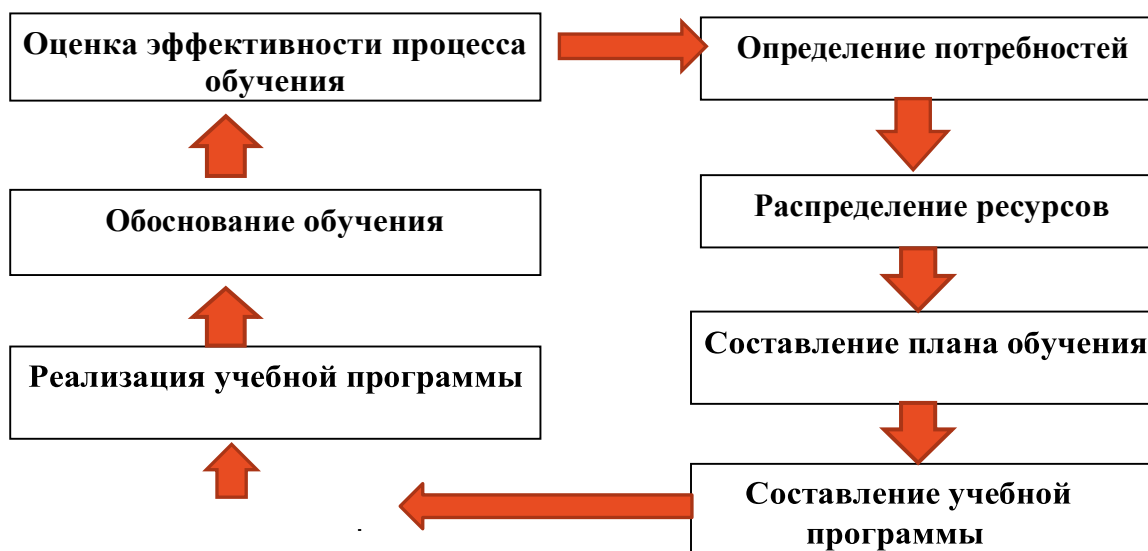 Оценка эффективности процесса
обучения
Определение потребностей
Обоснование обучения
Распределение ресурсов
Реализация учебной программы
Составление плана обучения
Составление учебной
программы